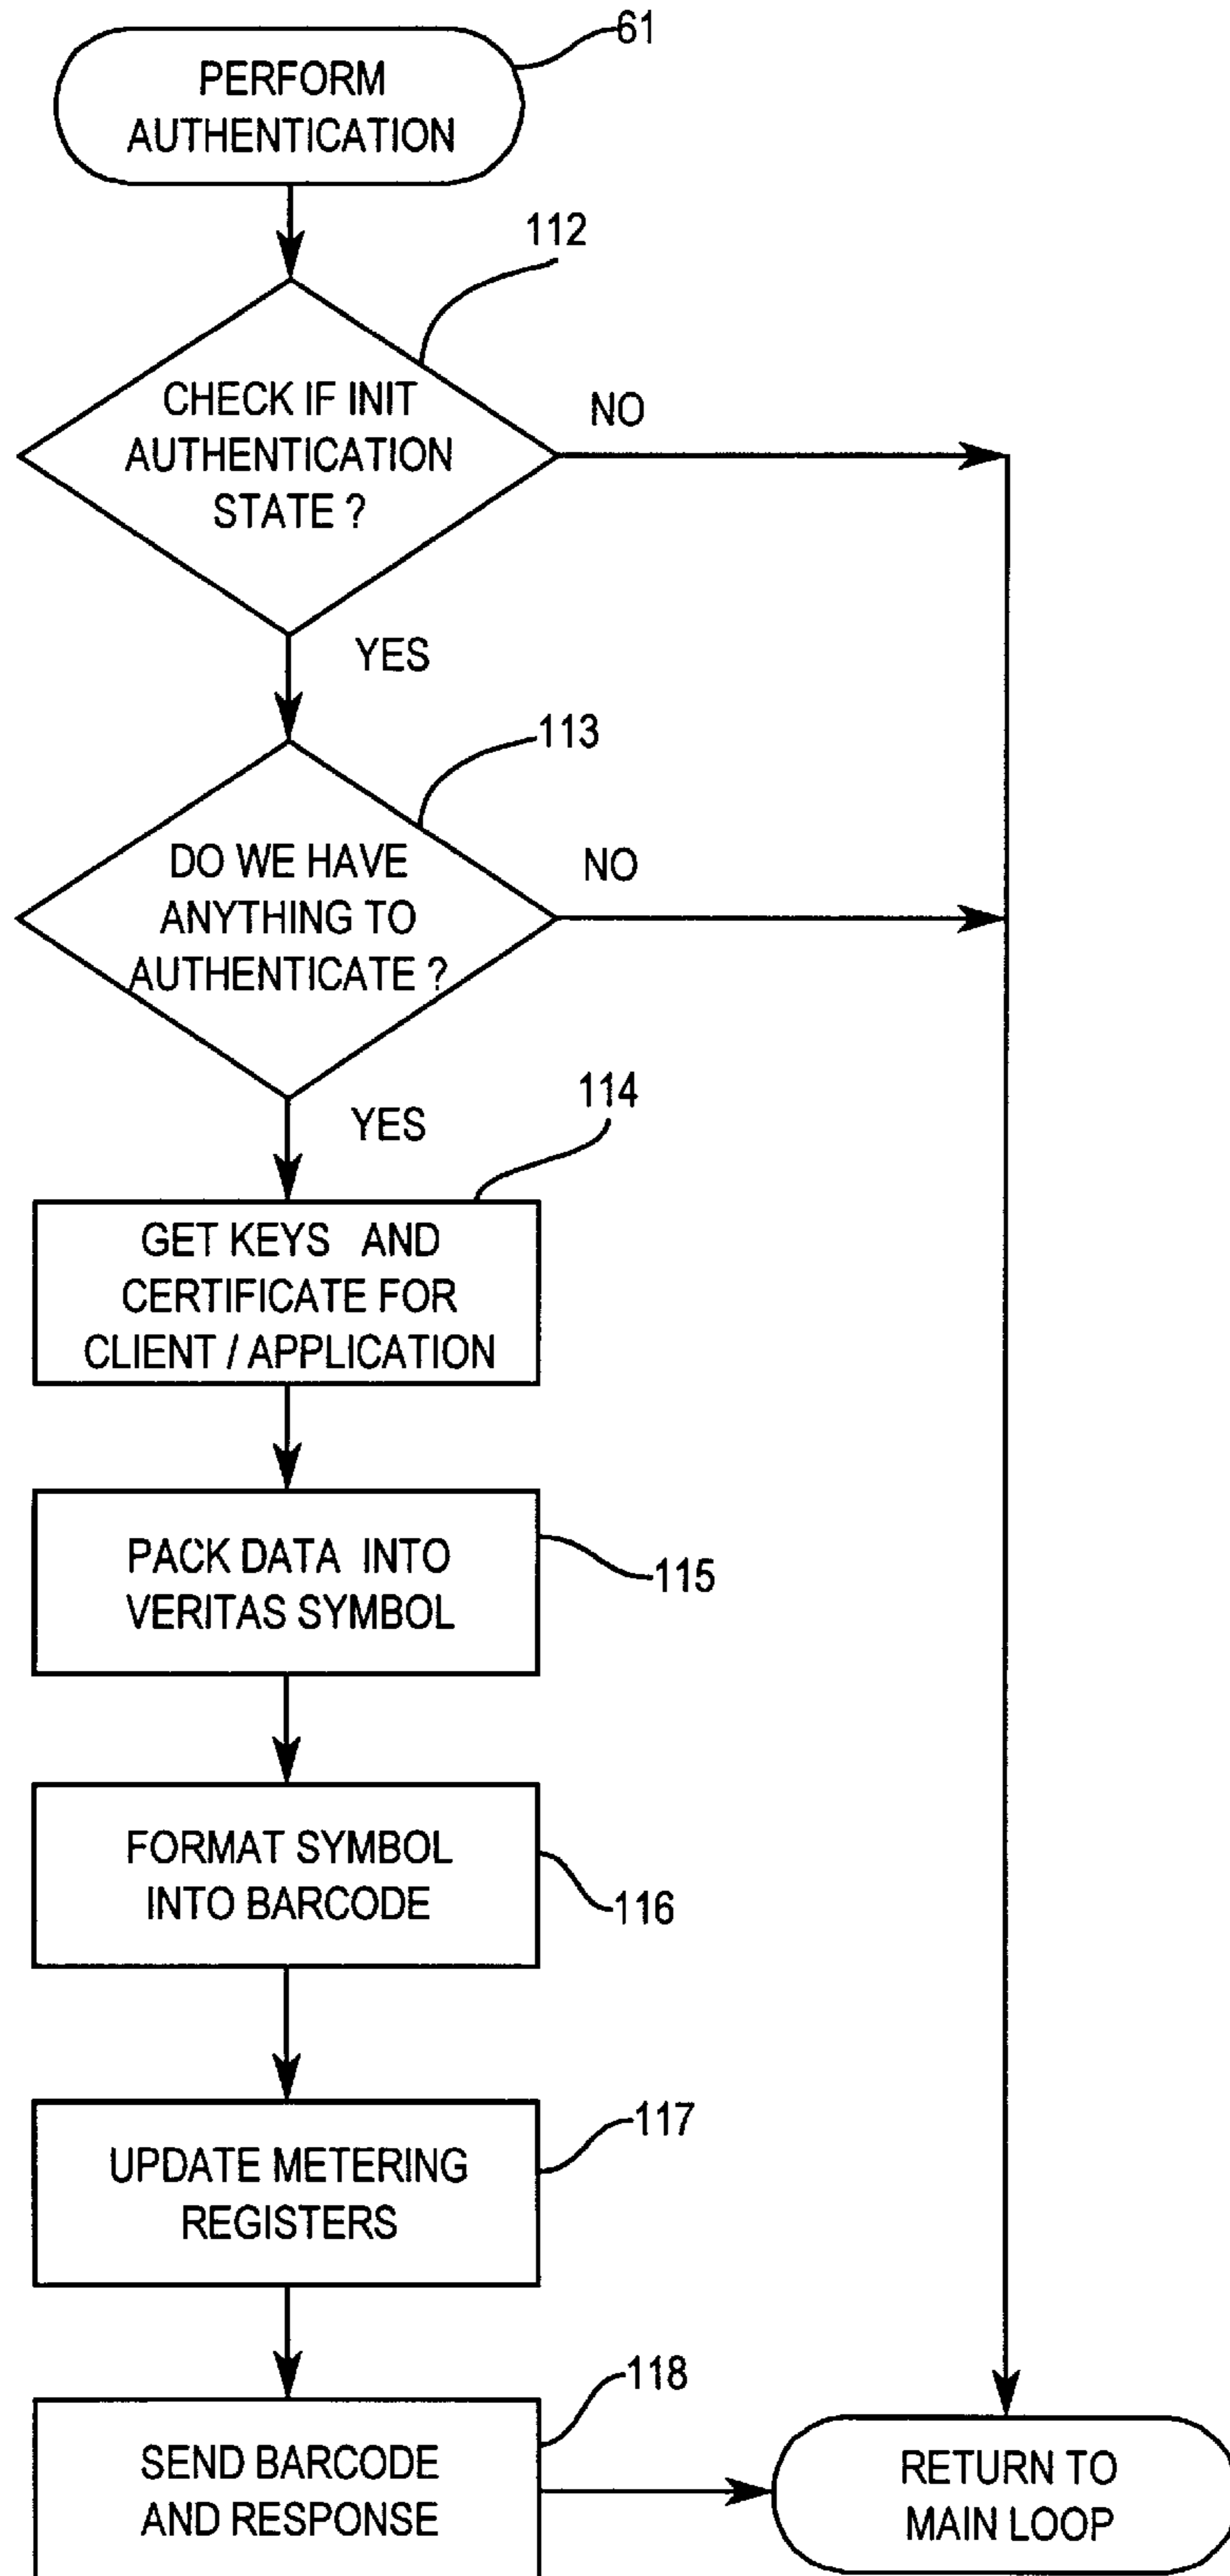 61
PERFORM
AUTHENTICATION
112
CHECK IF INIT
AUTHENTICATION
STATE ?
NO
YES
113
DO WE HAVE
ANYTHING TO
AUTHENTICATE ?
NO
YES
114
GET KEYS AND
CERTIFICATE FOR
CLIENT / APPLICATION
PACK DATA INTO
VERITAS SYMBOL
115
FORMAT SYMBOL
INTO BARCODE
116
UPDATE METERING
REGISTERS
117
118
SEND BARCODE
AND RESPONSE
RETURN TO
MAIN LOOP